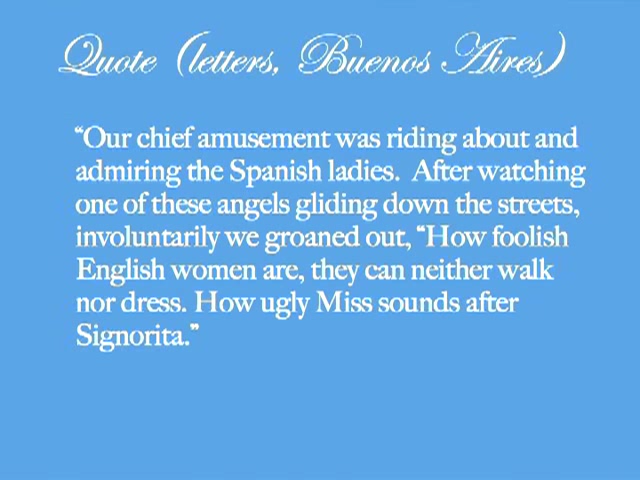 Quote (letters, Buenos Aires)
“Our chief amusement was riding about and
admiring the Spanish ladies.  After watching
one of these angels gliding down the streets,
involuntarily we groaned out, “How foolish
English women are, they can neither walk
nor dress. How ugly Miss sounds after
Signorita.”